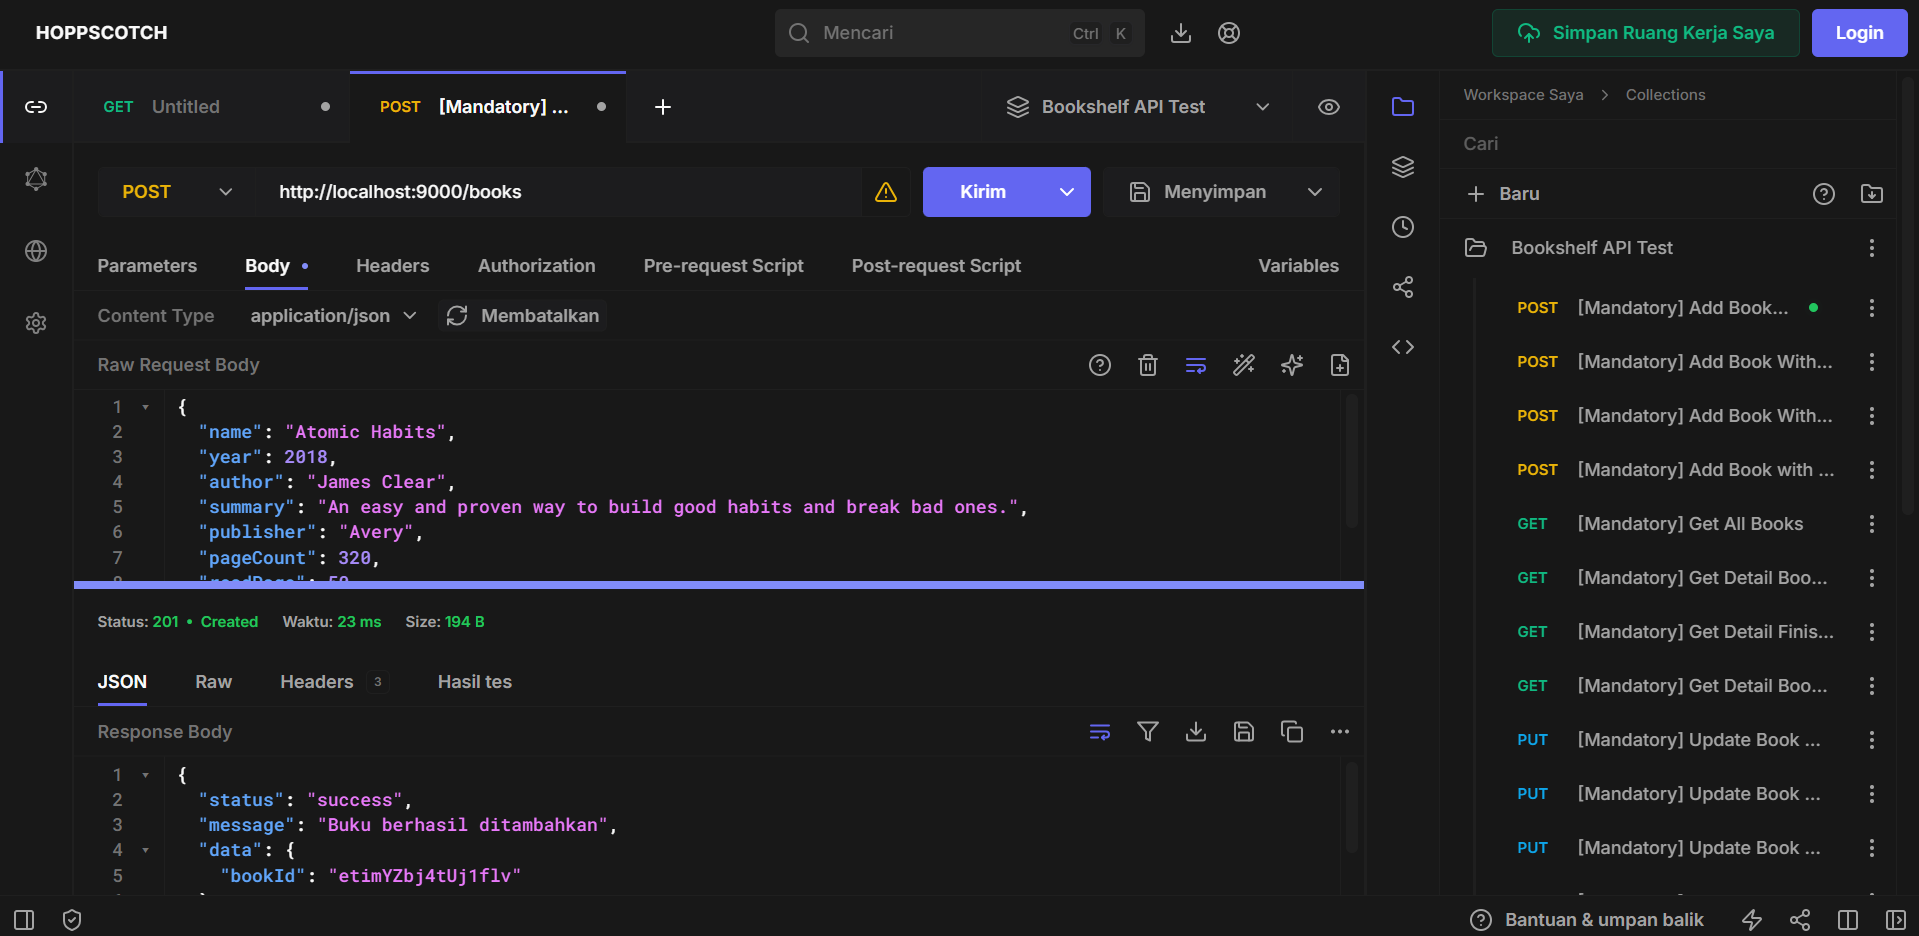 HOPPSCOTCH
Mencari
Ctrl K
Simpan Ruang Kerja Saya
Login
GET Untitled
POST [Mandatory] ...
Bookshelf API Test
POST
http://localhost:9000/books
Kirim
Menyimpan
Parameters
Body
Headers
Authorization
Pre-request Script
Post-request Script
Variables
Content Type
application/json
Membatalkan
Raw Request Body
1 {
2 "name": "Atomic Habits",
3 "year": 2018,
4 "author": "James Clear",
5 "summary": "An easy and proven way to build good habits and break bad ones.",
6 "publisher": "Avery",
7 "pageCount": 320,
Status: 201 • Created
Waktu: 23 ms
Size: 194 B
JSON
Raw
Headers 3
Hasil tes
Response Body
1 {
2 "status": "success",
3 "message": "Buku berhasil ditambahkan",
4 "data": {
5 "bookId": "etimYZbj4tUj1flv"
Workspace Saya > Collections
Cari
Baru
Bookshelf API Test
POST [Mandatory] Add Book...
POST [Mandatory] Add Book With...
POST [Mandatory] Add Book With...
POST [Mandatory] Add Book with ...
GET [Mandatory] Get All Books
GET [Mandatory] Get Detail Boo...
GET [Mandatory] Get Detail Finis...
GET [Mandatory] Get Detail Boo...
PUT [Mandatory] Update Book ...
PUT [Mandatory] Update Book ...
PUT [Mandatory] Update Book ...
Bantuan & umpan balik